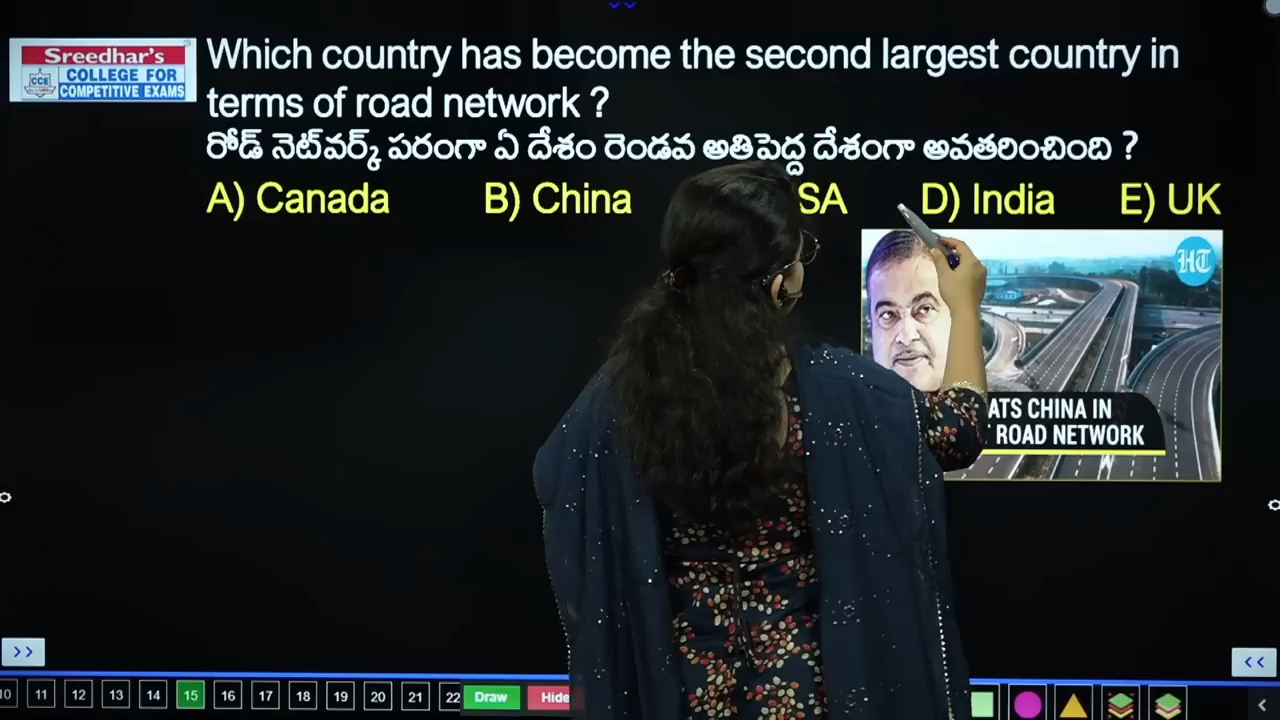 Sreedhar's
CCE
COLLEGE FOR
COMPETITIVE EXAMS
Which country has become the second largest country in
terms of road network ?
రోడ్ నెట్‌వర్క్ పరంగా ఏ దేశం రెండవ అతిపెద్ద దేశంగా అవతరించింది ?
A) Canada B) China SA D) India E) UK
HT
ATS CHINA IN
ROAD NETWORK
>> <<
10 11 12 13 14 15 16 17 18 19 20 21 22 Draw Hide <